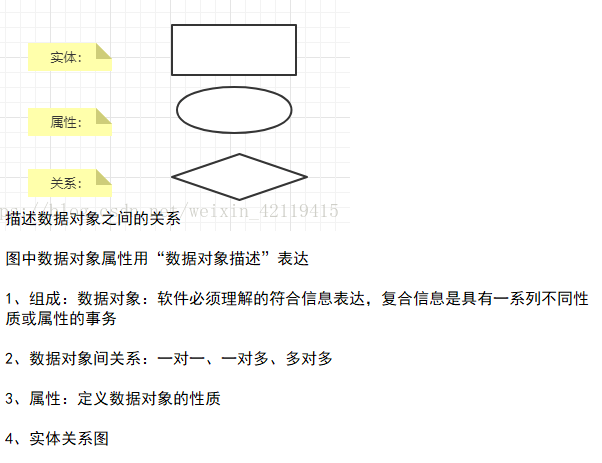 实体：
属性：
关系：
//blog.csdn.net/weixin_42119415
描述数据对象之间的关系
图中数据对象属性用“数据对象描述”表达
1、组成：数据对象：软件必须理解的符合信息表达，复合信息是具有一系列不同性
质或属性的事务
2、数据对象间关系：一对一、一对多、多对多
3、属性：定义数据对象的性质
4、实体关系图